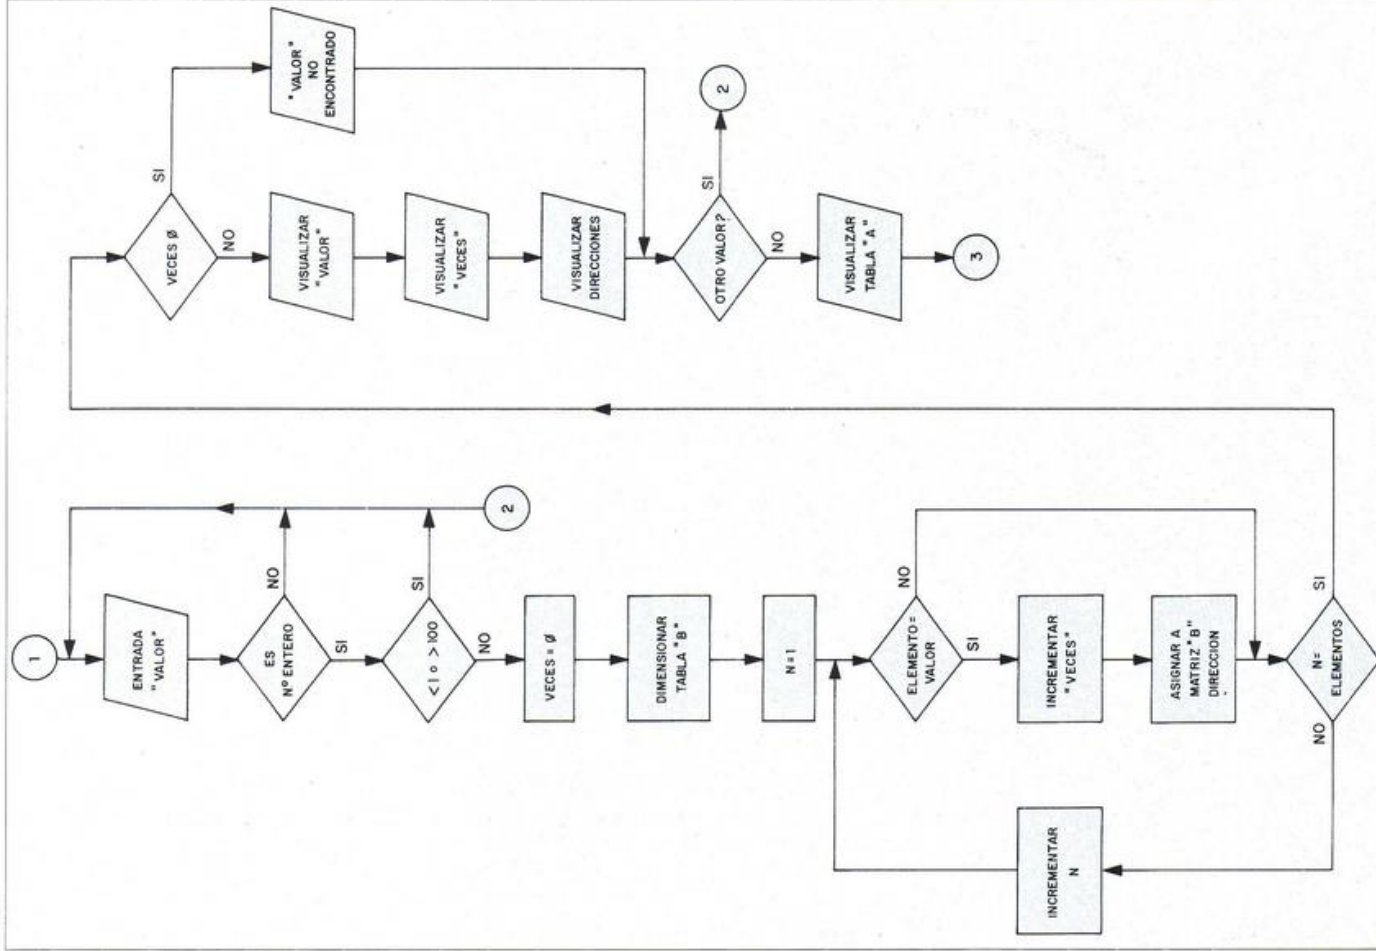 1
ENTRADA
"VALOR"
ES
Nº ENTERO
NO
SI
< 1 o > 100
SI
NO
2
VECES = Ø
DIMENSIONAR
TABLA "B"
N=1
ELEMENTO=
VALOR
NO
SI
INCREMENTAR
"VECES"
ASIGNAR A
MATRIZ "B"
DIRECCION
N=
ELEMENTOS
NO
SI
INCREMENTAR
N
VECES Ø
SI
NO
"VALOR"
NO
ENCONTRADO
VISUALIZAR
"VALOR"
VISUALIZAR
"VECES"
VISUALIZAR
DIRECCIONES
OTRO VALOR?
SI
2
NO
VISUALIZAR
TABLA "A"
3